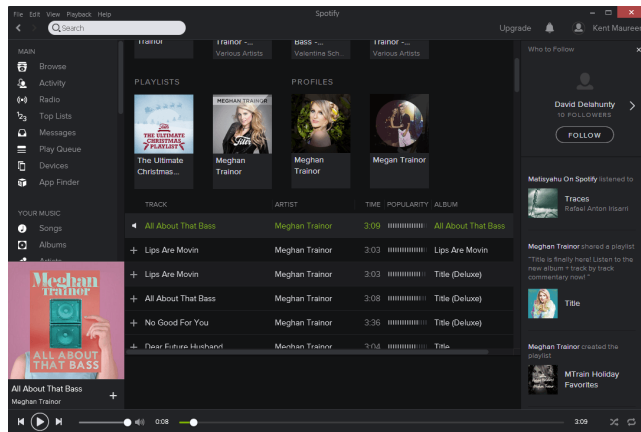 File Edit View Playback Help
Spotify
Search
Upgrade
Kent Maureen
MAIN
Browse
Activity
Radio
Top Lists
Messages
Play Queue
Devices
App Finder
YOUR MUSIC
Songs
Albums
Artists
Meghan
Trainor
ALL ABOUT
THAT BASS
All About That Bass
Meghan Trainor
Trainor
Trainor -...
Various Artists
Bass -...
Valentina Sch...
Trainor -...
Various Artists
PLAYLISTS
PROFILES
THE ULTIMATE
CHRISTMAS
PLAYLIST
MEGHAN TRAINOR
Title
The Ultimate
Christmas...
Meghan
Trainor
Meghan
Trainor
Megan Trainor
TRACK ARTIST TIME POPULARITY ALBUM
All About That Bass Meghan Trainor 3:09 All About That Bass
Lips Are Movin Meghan Trainor 3:03 Lips Are Movin
Lips Are Movin Meghan Trainor 3:03 Title (Deluxe)
All About That Bass Meghan Trainor 3:08 Title (Deluxe)
No Good For You Meghan Trainor 3:36 Title (Deluxe)
Dear Future Husband Meghan Trainor 3:04 Title
Who to Follow
David Delahunty
10 FOLLOWERS
FOLLOW
Matisyahu On Spotify listened to
Traces
Rafael Anton Irisarri
Meghan Trainor shared a playlist
"Title is finally here! Listen to the
new album + track by track
commentary now! "
Title
Meghan Trainor created the
playlist
MTrain Holiday
Favorites
0:08
3:09